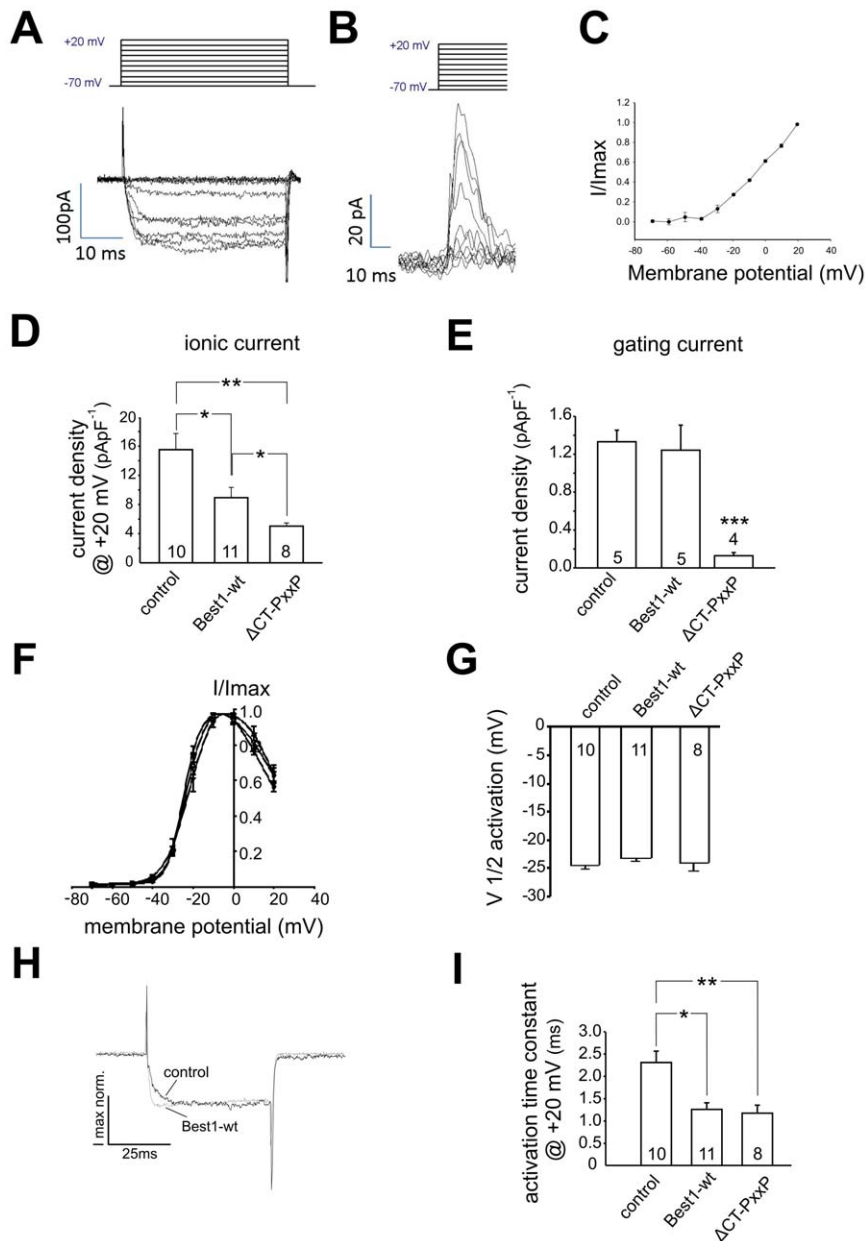 A
+20 mV
-70 mV
100pA
10 ms
B
+20 mV
-70 mV
20 pA
10 ms
C
I/Imax
1.2
1.0
0.8
0.6
0.4
0.2
0.0
-80 -60 -40 -20 0 20 40 60 80
Membrane potential (mV)
D
ionic current
current density
@ +20 mV (pApF-1)
20
16
12
8
4
0
**
*
*
10
11
8
control
Best1-wt
ΔCT-PxxP
E
gating current
current density (pApF-1)
1.6
1.2
0.8
0.4
0.0
***
5
5
4
control
Best1-wt
ΔCT-PxxP
F
I/Imax
1.0
0.8
0.6
0.4
0.2
-80 -60 -40 -20 0 20 40
membrane potential (mV)
G
control
Best1-wt
ΔCT-PxxP
V 1/2 activation (mV)
0
-5
-10
-15
-20
-25
-30
10
11
8
H
control
Best1-wt
I max norm.
25ms
I
activation time constant
@ +20 mV (ms)
3.0
2.5
2.0
1.5
1.0
0.5
0
**
*
10
11
8
control
Best1-wt
ΔCT-PxxP